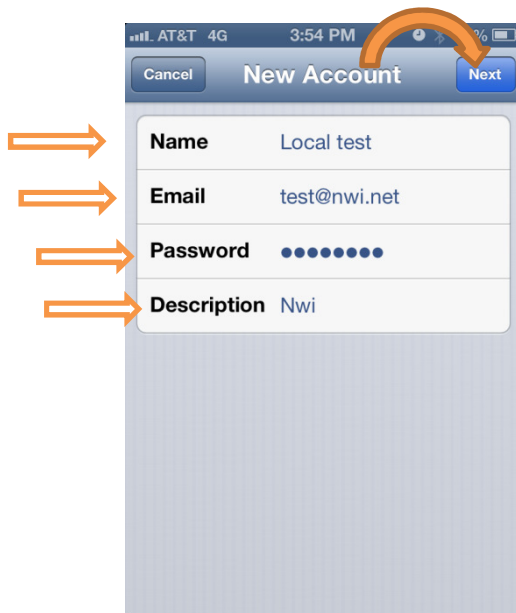 AT&T 4G 3:54 PM %
Cancel New Account Next
Name Local test
Email test@nwi.net
Password ●●●●●●●●
Description Nwi